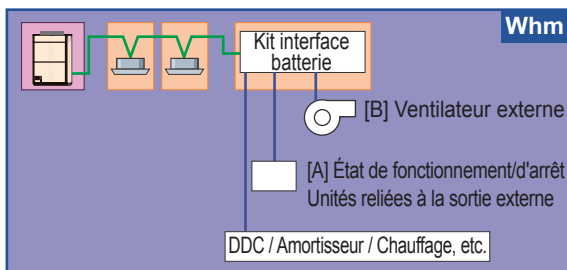 Whm
Kit interface
batterie
[B] Ventilateur externe
[A] État de fonctionnement/d'arrêt
Unités reliées à la sortie externe
DDC / Amortisseur / Chauffage, etc.